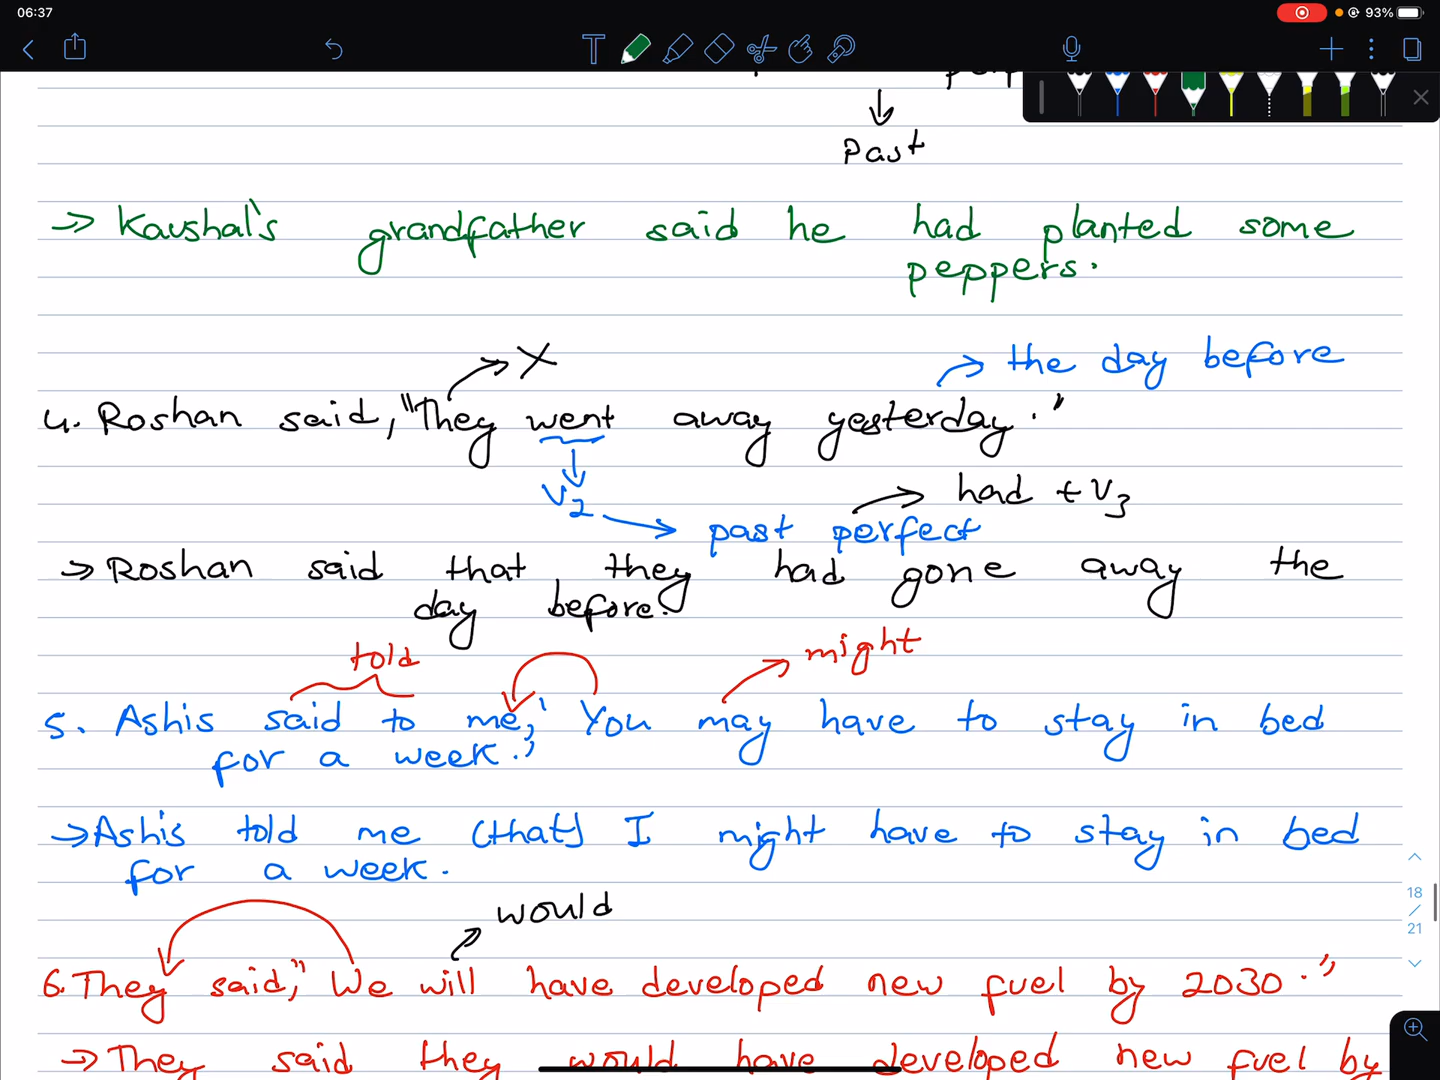 06:37
93%
T
Past
→ Kaushal's grandfather said he had planted some
peppers.
X
→ the day before
4. Roshan said, "They went away yesterday."
V2
→ had + V3
→ past perfect
→ Roshan said that they had gone away the
day before.
told
might
5. Ashis said to me, 'You may have to stay in bed
for a week.'
→ Ashis told me (that) I might have to stay in bed
for a week.
would
6. They said," We will have developed new fuel by 2030."
→ They said they would have developed new fuel by
18
/
21